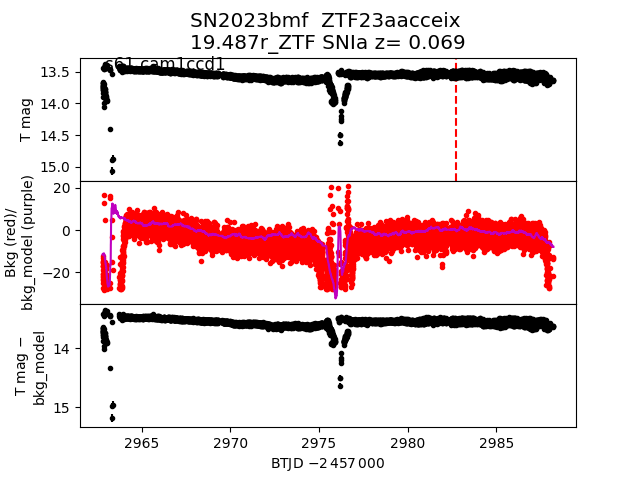 SN2023bmf ZTF23aacceix
19.487r_ZTF SNIa z= 0.069
s61 cam1ccd1
13.5
14.0
14.5
15.0
T mag
20
0
−20
Bkg (red)/
bkg_model (purple)
14
15
T mag −
bkg_model
2965 2970 2975 2980 2985
BTJD −2 457 000